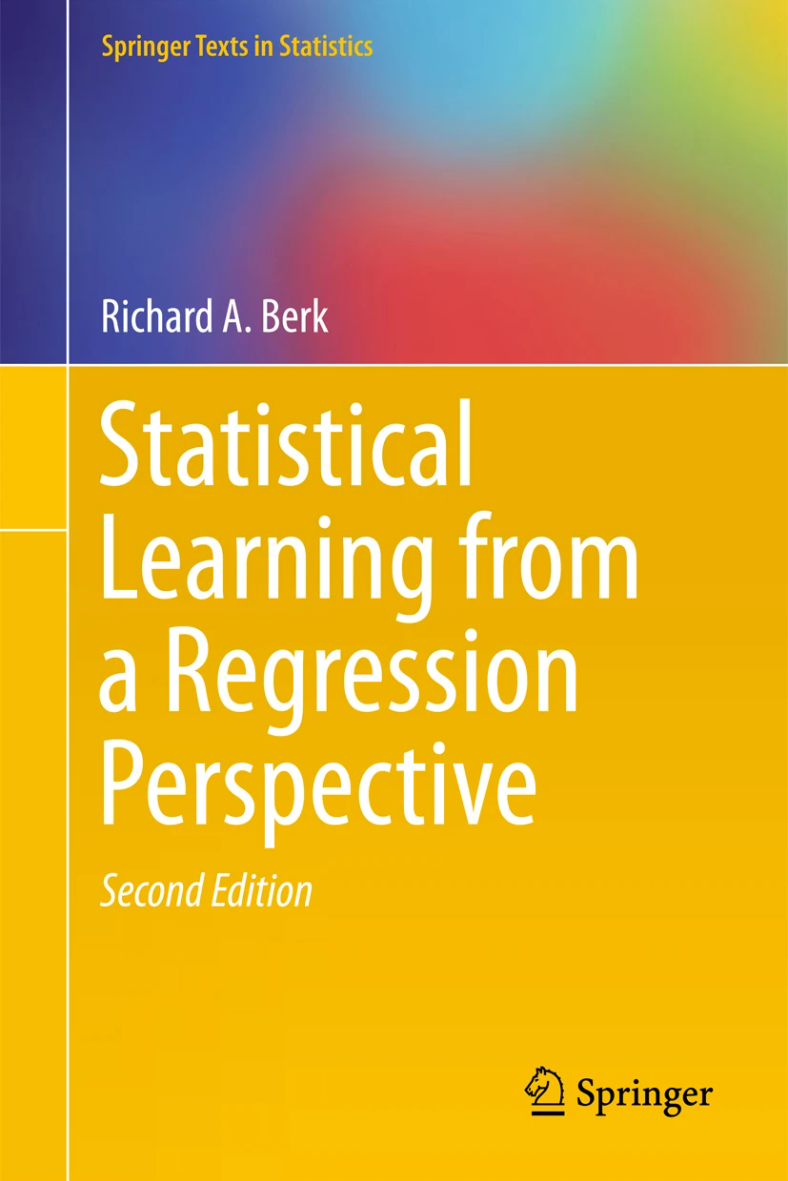 Springer Texts in Statistics
Richard A. Berk
Statistical
Learning from
a Regression
Perspective
Second Edition
Springer